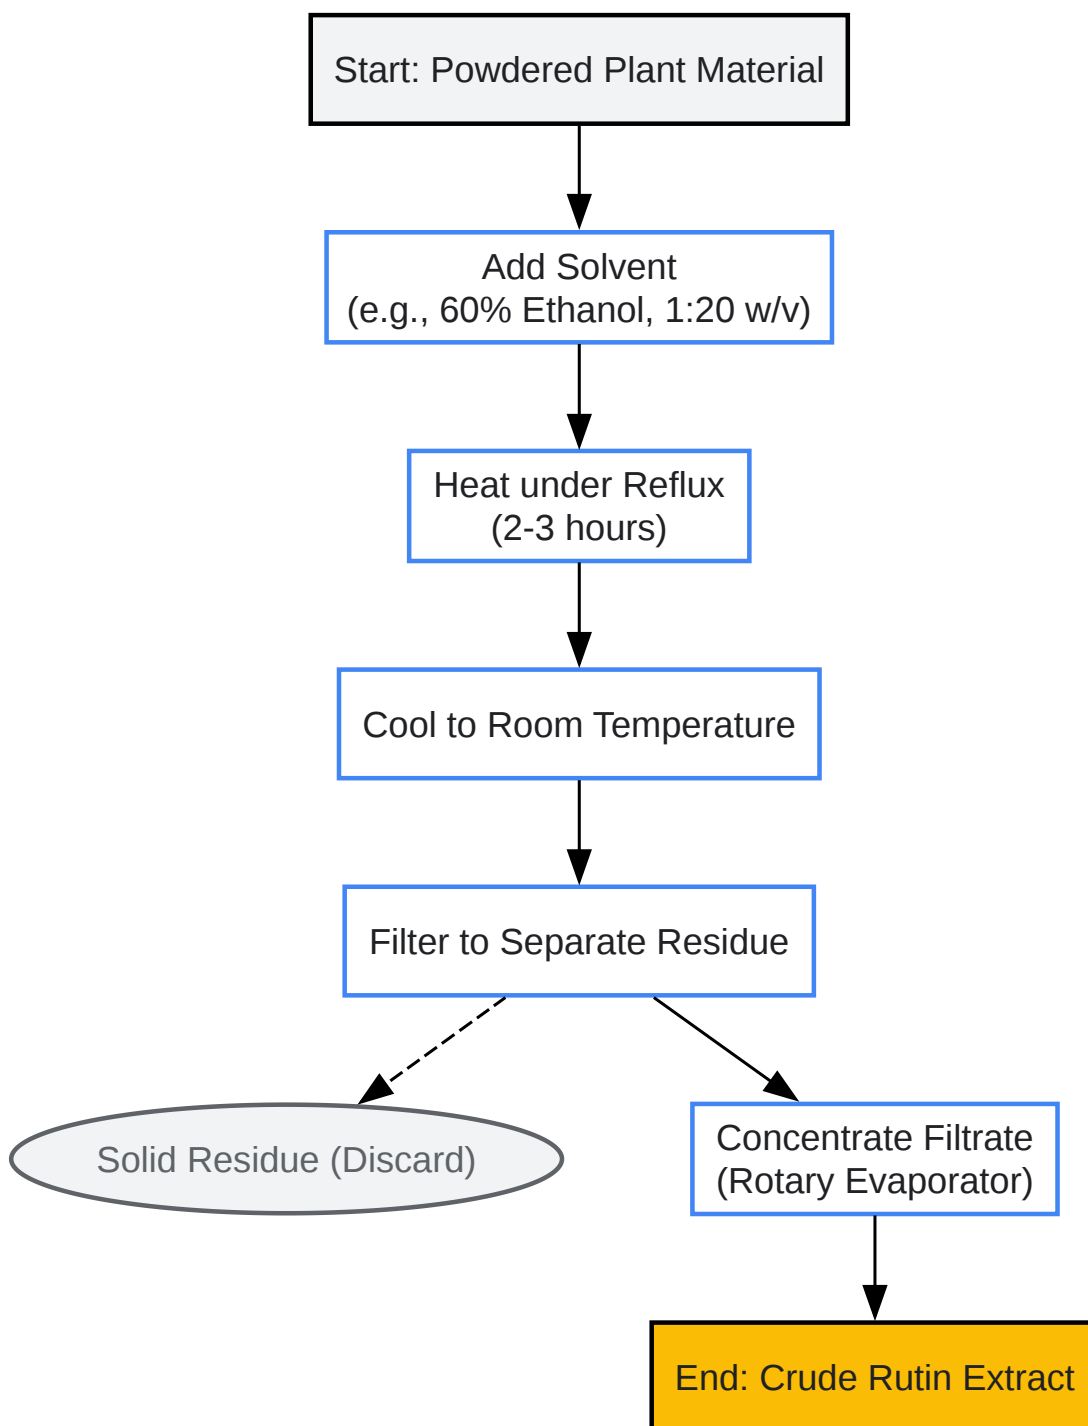 Start: Powdered Plant Material
Add Solvent
(e.g., 60% Ethanol, 1:20 w/v)
Heat under Reflux
(2-3 hours)
Cool to Room Temperature
Filter to Separate Residue
Solid Residue (Discard)
Concentrate Filtrate
(Rotary Evaporator)
End: Crude Rutin Extract